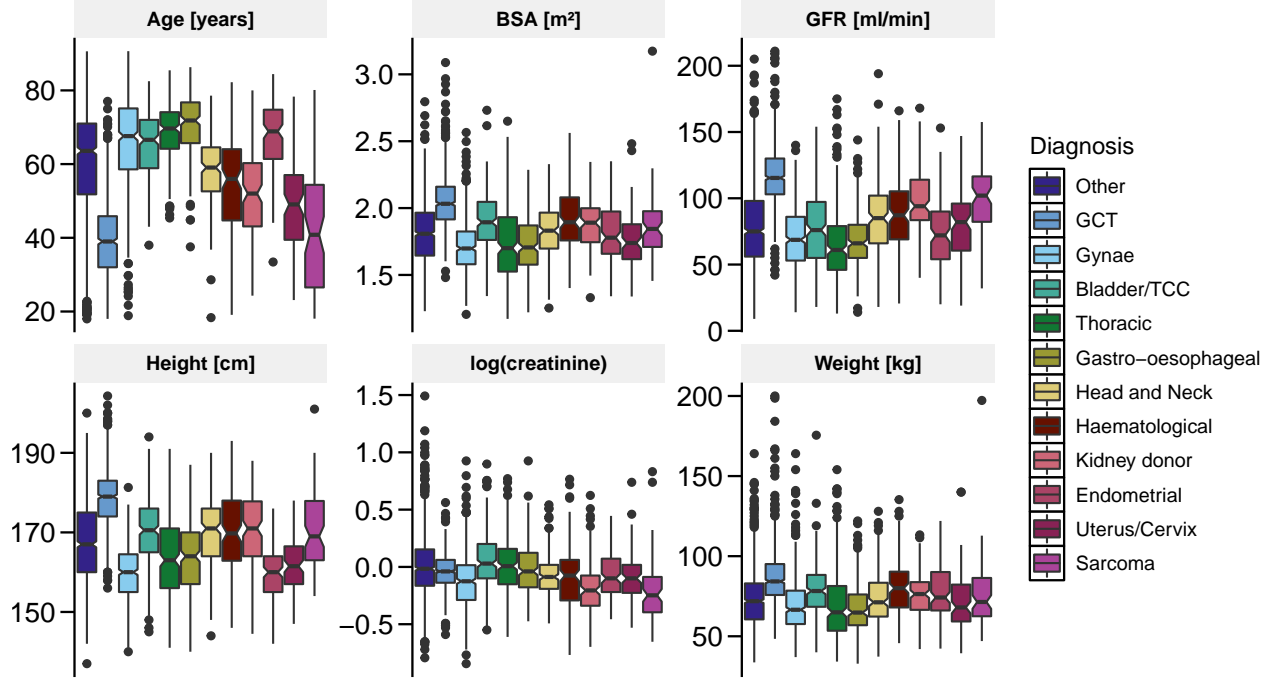 Age [years]
BSA [m²]
GFR [ml/min]
80
60
40
20
3.0
2.5
2.0
1.5
200
150
100
50
0
Height [cm]
log(creatinine)
Weight [kg]
190
170
150
1.5
1.0
0.5
0.0
−0.5
200
150
100
50
Diagnosis
Other
GCT
Gynae
Bladder/TCC
Thoracic
Gastro−oesophageal
Head and Neck
Haematological
Kidney donor
Endometrial
Uterus/Cervix
Sarcoma